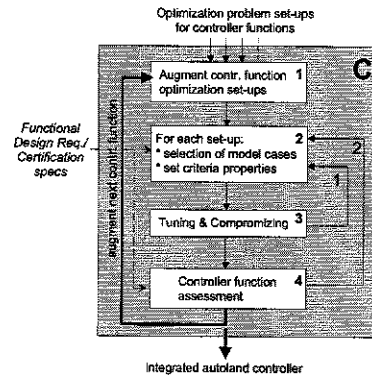 Optimization problem set-ups
for controller functions
C
Augment contr. function 1
optimization set-ups
Functional
Design Req./
Certification
specs
augment next contr. function
For each set-up: 2
* selection of model cases
* set criteria properties
2
1
Tuning & Compromizing 3
Controller function 4
assessment
Integrated autoland controller